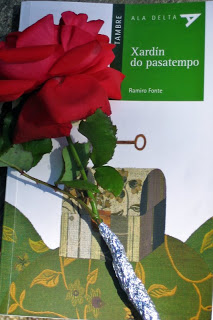 TAMBRE
ALA DELTA
Xardín
do pasatempo
Ramiro Fonte